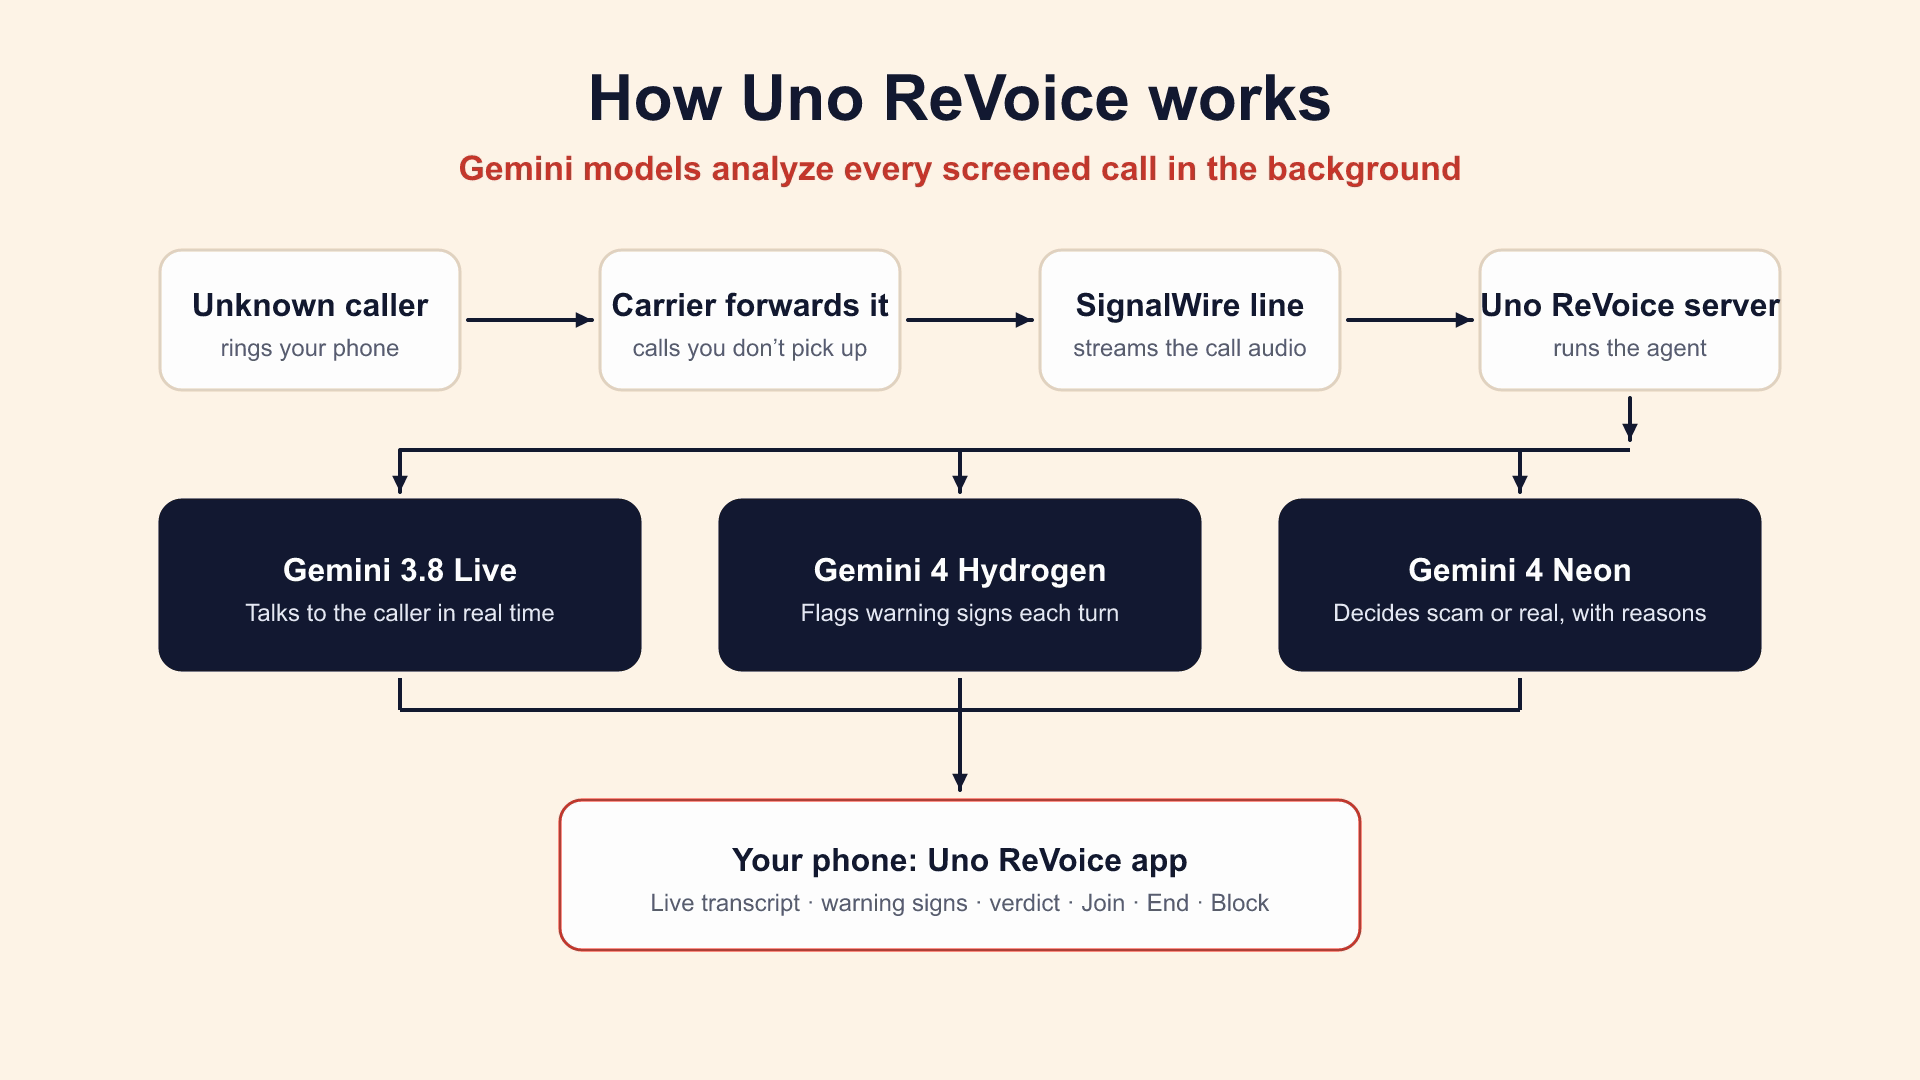 How Uno ReVoice works
Gemini models analyze every screened call in the background
Unknown caller
rings your phone
Carrier forwards it
calls you don’t pick up
SignalWire line
streams the call audio
Uno ReVoice server
runs the agent
Gemini 3.8 Live
Talks to the caller in real time
Gemini 4 Hydrogen
Flags warning signs each turn
Gemini 4 Neon
Decides scam or real, with reasons
Your phone: Uno ReVoice app
Live transcript · warning signs · verdict · Join · End · Block